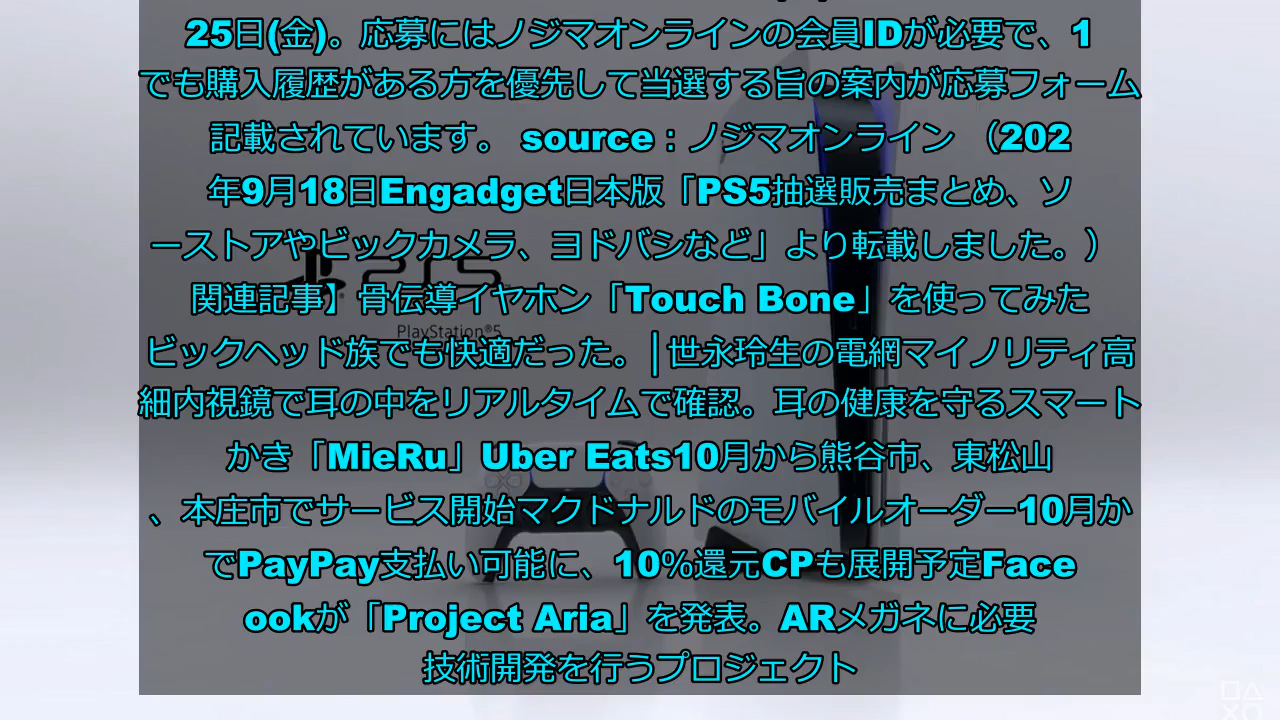 25日(金)。応募にはノジマオンラインの会員IDが必要で、1
でも購入履歴がある方を優先して当選する旨の案内が応募フォーム
記載されています。 source：ノジマオンライン （202
年9月18日Engadget日本版「PS5抽選販売まとめ、ソ
ーストアやビックカメラ、ヨドバシなど」より転載しました。）
関連記事】骨伝導イヤホン「Touch Bone」を使ってみた
ビックヘッド族でも快適だった。│世永玲生の電網マイノリティ高
細内視鏡で耳の中をリアルタイムで確認。耳の健康を守るスマート
かき「MieRu」Uber Eats10月から熊谷市、東松山
、本庄市でサービス開始マクドナルドのモバイルオーダー10月か
でPayPay支払い可能に、10%還元CPも展開予定Face
ookが「Project Aria」を発表。ARメガネに必要
技術開発を行うプロジェクト
PS5
PlayStation®5